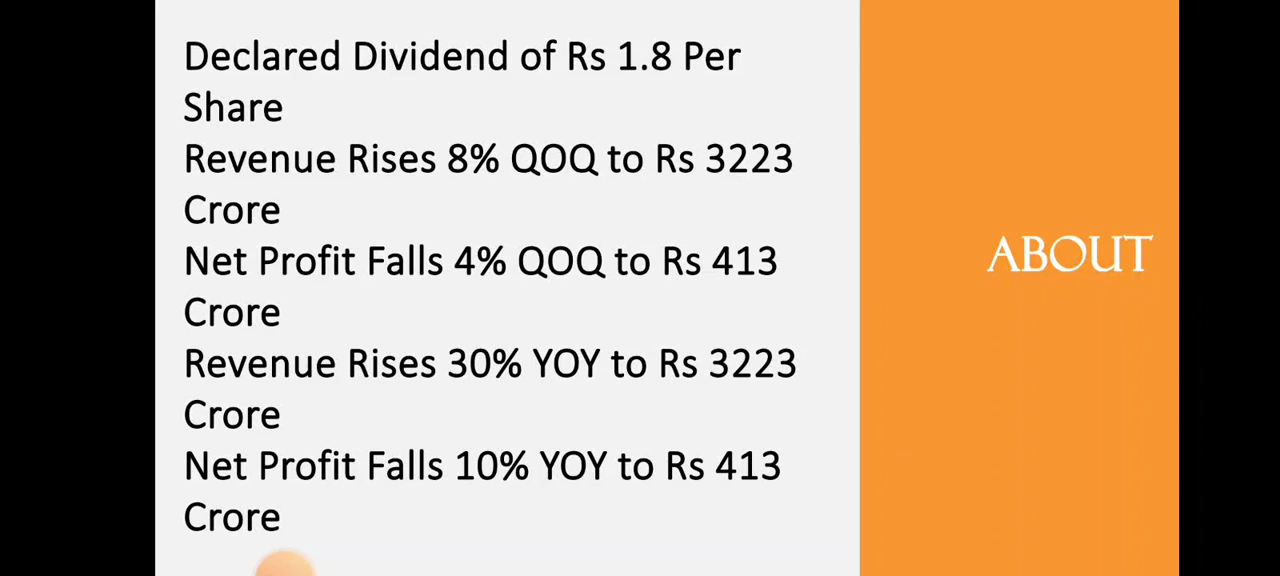 Declared Dividend of Rs 1.8 Per
Share
Revenue Rises 8% QOQ to Rs 3223
Crore
Net Profit Falls 4% QOQ to Rs 413
Crore
Revenue Rises 30% YOY to Rs 3223
Crore
Net Profit Falls 10% YOY to Rs 413
Crore
ABOUT